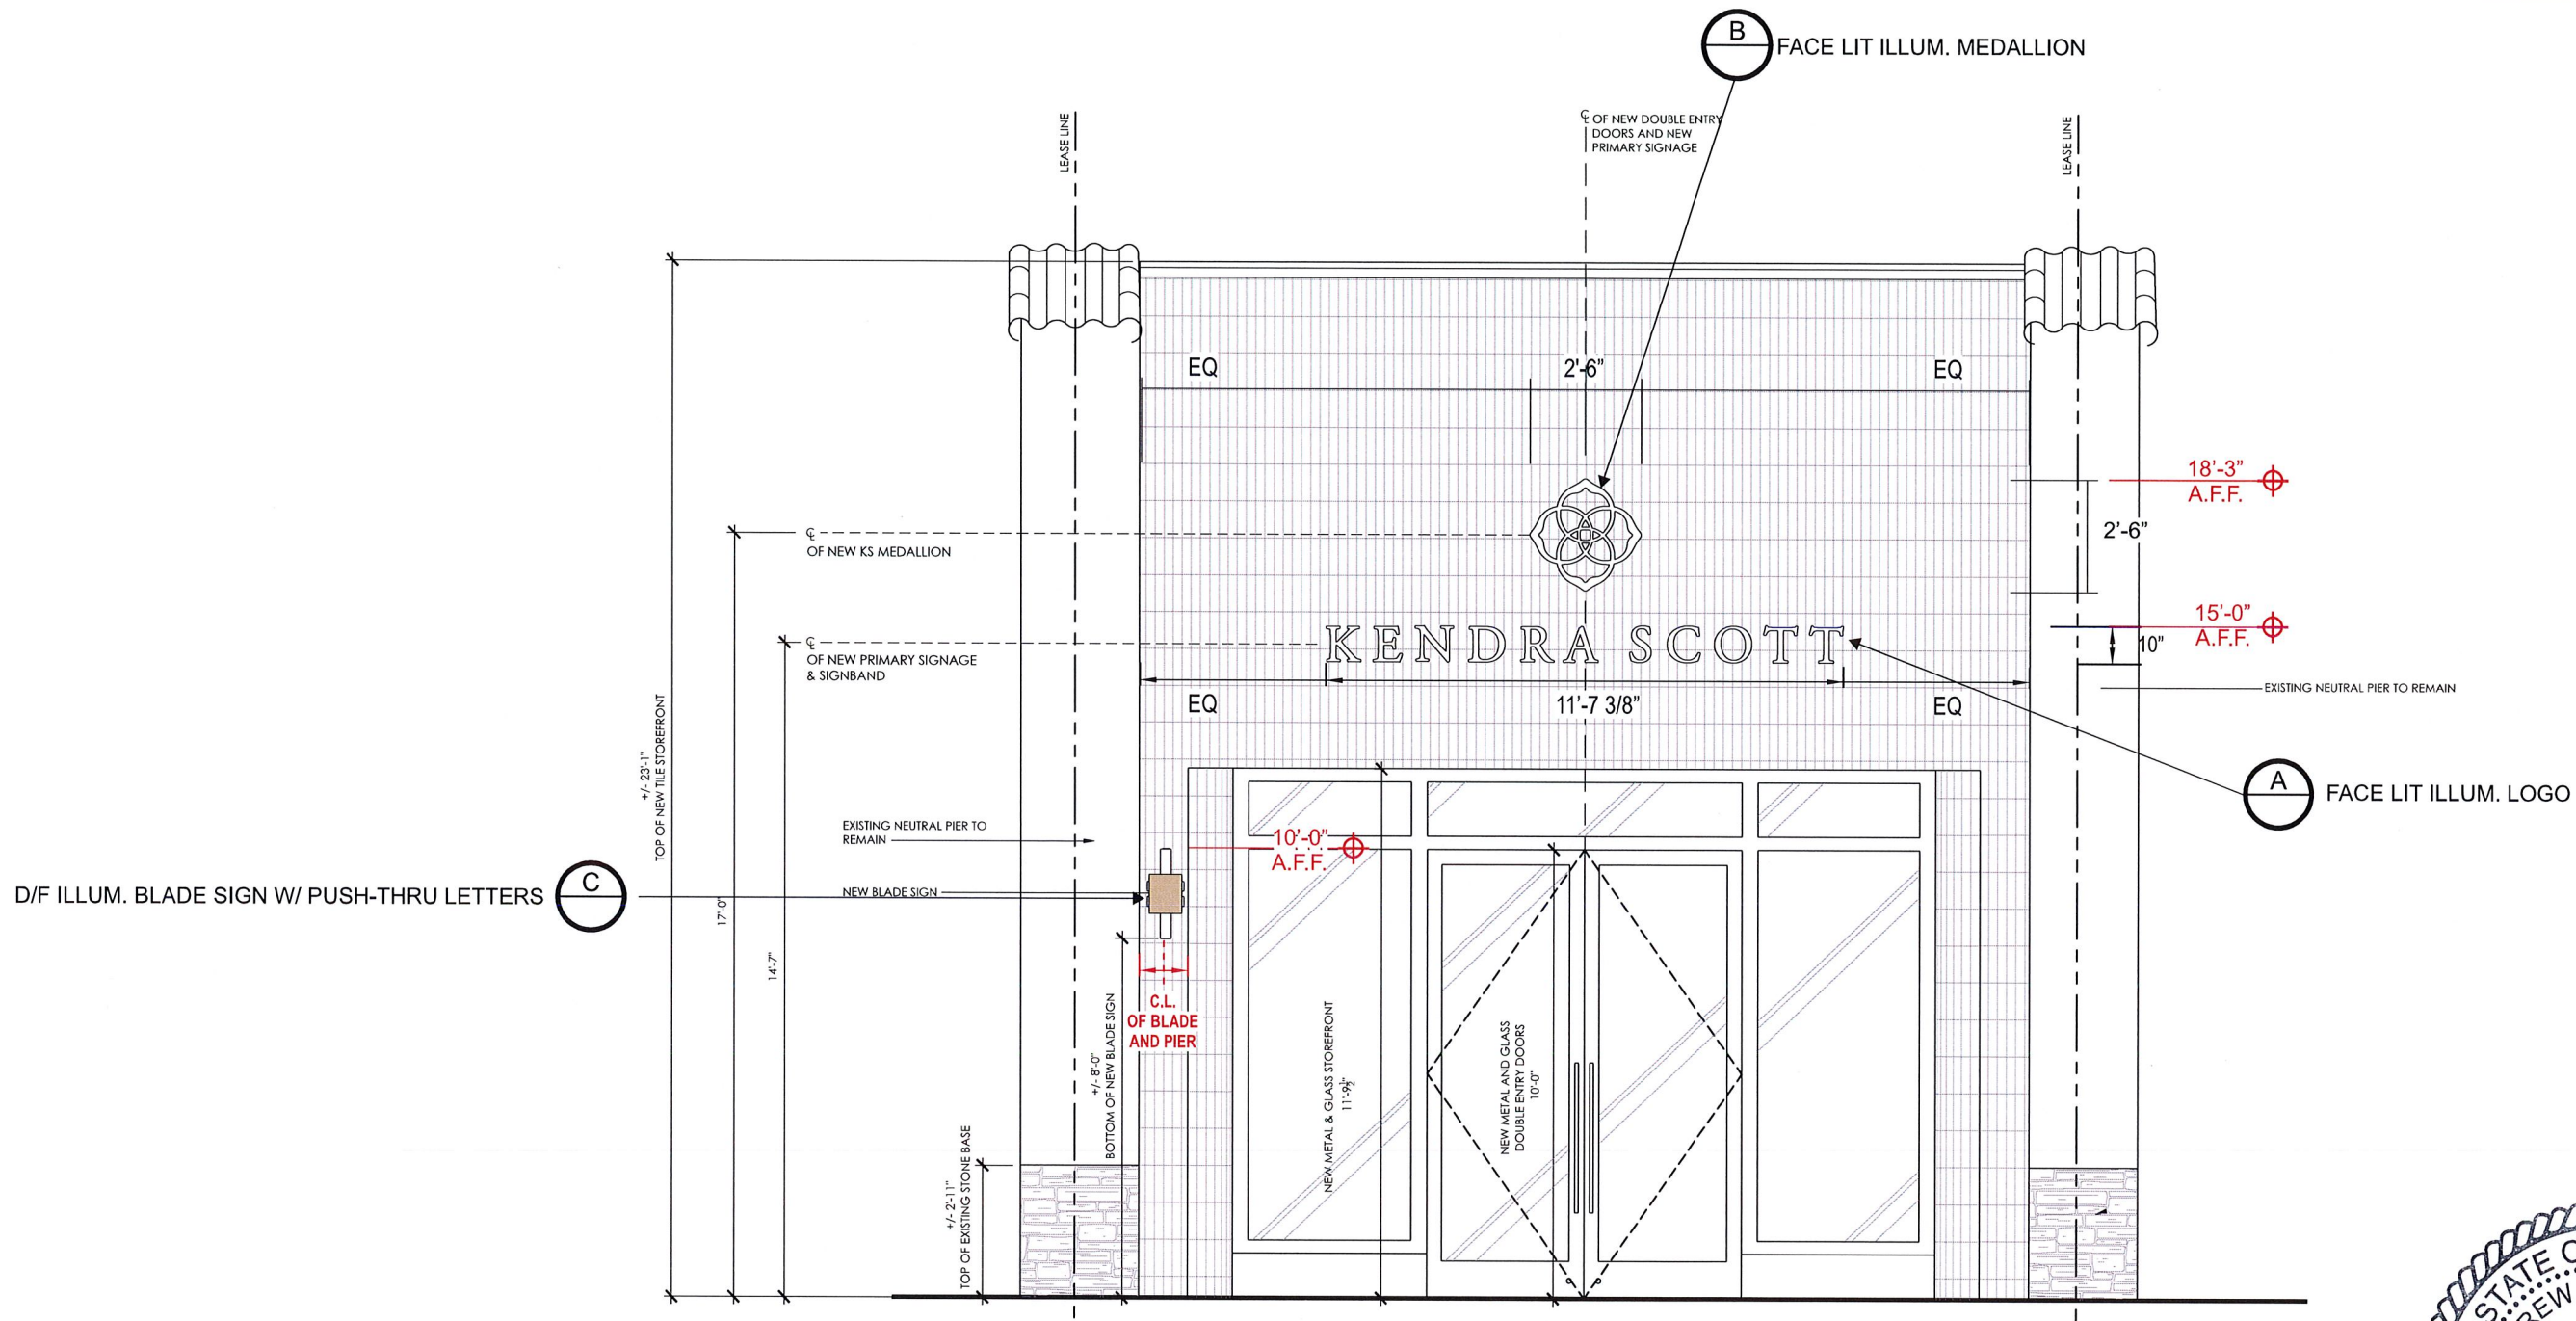 B
FACE LIT ILLUM. MEDALLION
LEASE LINE
℄ OF NEW DOUBLE ENTRY
DOORS AND NEW
PRIMARY SIGNAGE
LEASE LINE
EQ
2'-6"
EQ
18'-3"
A.F.F.
2'-6"
℄
OF NEW KS MEDALLION
15'-0"
A.F.F.
10"
℄
OF NEW PRIMARY SIGNAGE
& SIGNBAND
KENDRA SCOTT
EXISTING NEUTRAL PIER TO REMAIN
EQ
11'-7 3/8"
EQ
+/- 23'-1"
TOP OF NEW TILE STOREFRONT
A
FACE LIT ILLUM. LOGO
EXISTING NEUTRAL PIER TO
REMAIN
10'-0"
A.F.F.
D/F ILLUM. BLADE SIGN W/ PUSH-THRU LETTERS
C
NEW BLADE SIGN
17'-0"
14'-7"
C.L.
OF BLADE
AND PIER
+/- 8'-0"
BOTTOM OF NEW BLADE SIGN
NEW METAL & GLASS STOREFRONT
11'-9½"
NEW METAL AND GLASS
DOUBLE ENTRY DOORS
10'-0"
+/- 2'-11"
TOP OF EXISTING STONE BASE
STATE